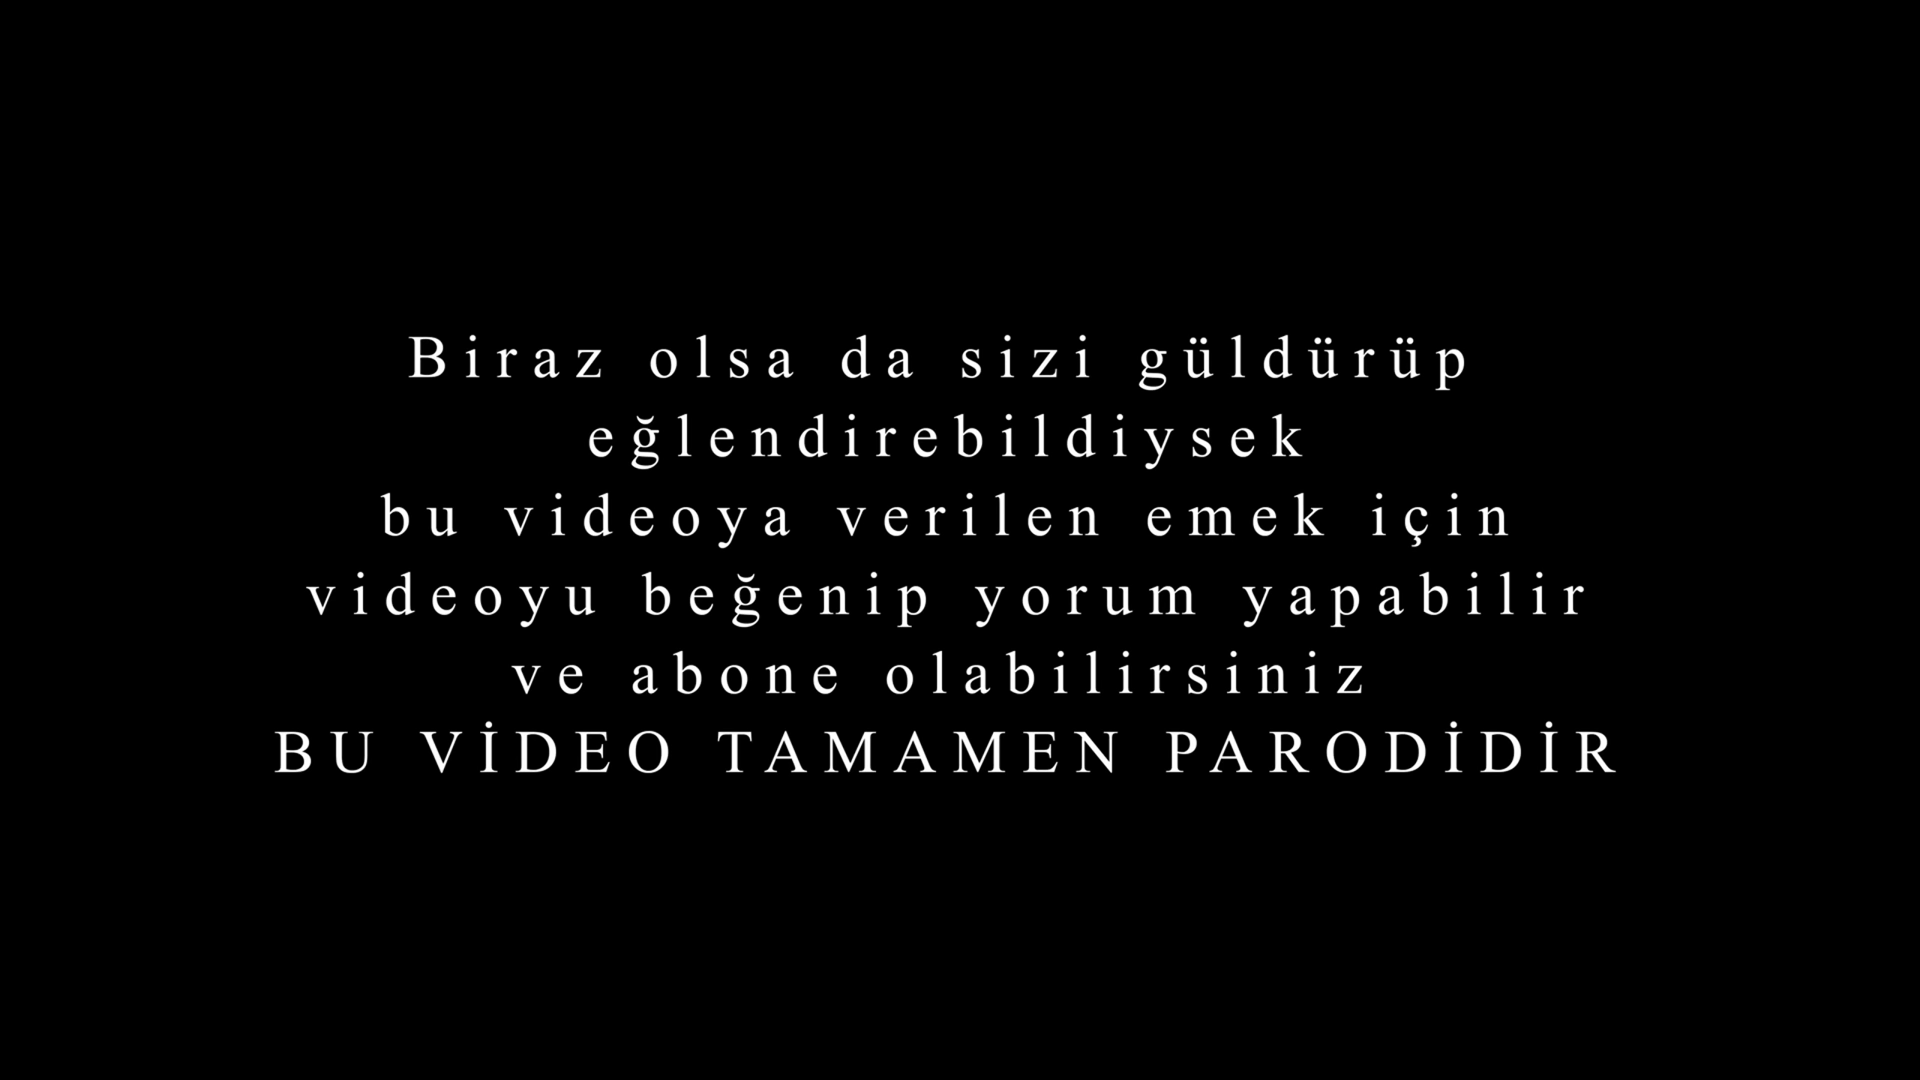 Biraz olsa da sizi güldürüp
eğlendirebildiysek
bu videoya verilen emek için
videoyu beğenip yorum yapabilir
ve abone olabilirsiniz
BU VİDEO TAMAMEN PARODİDİR